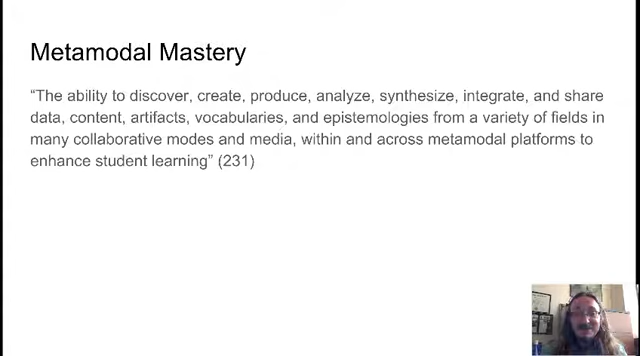 Metamodal Mastery
“The ability to discover, create, produce, analyze, synthesize, integrate, and share
data, content, artifacts, vocabularies, and epistemologies from a variety of fields in
many collaborative modes and media, within and across metamodal platforms to
enhance student learning” (231)